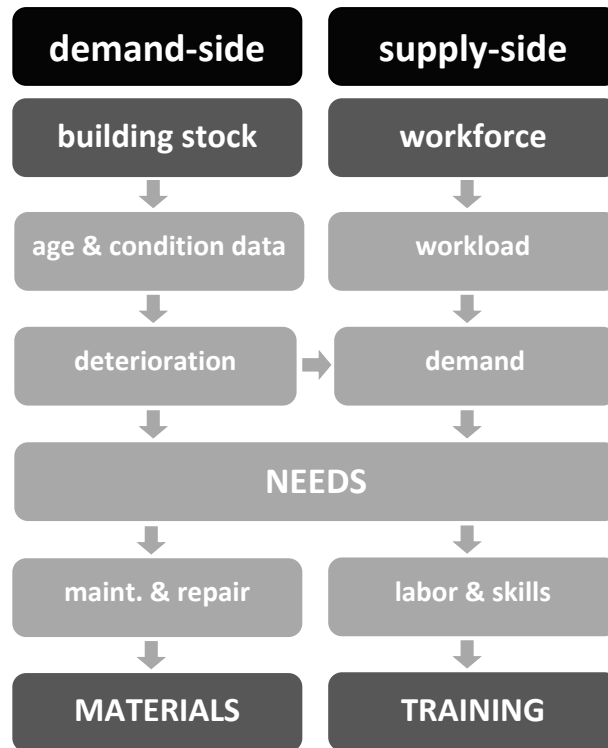 demand-side
supply-side
building stock
workforce
age & condition data
workload
deterioration
demand
NEEDS
maint. & repair
labor & skills
MATERIALS
TRAINING